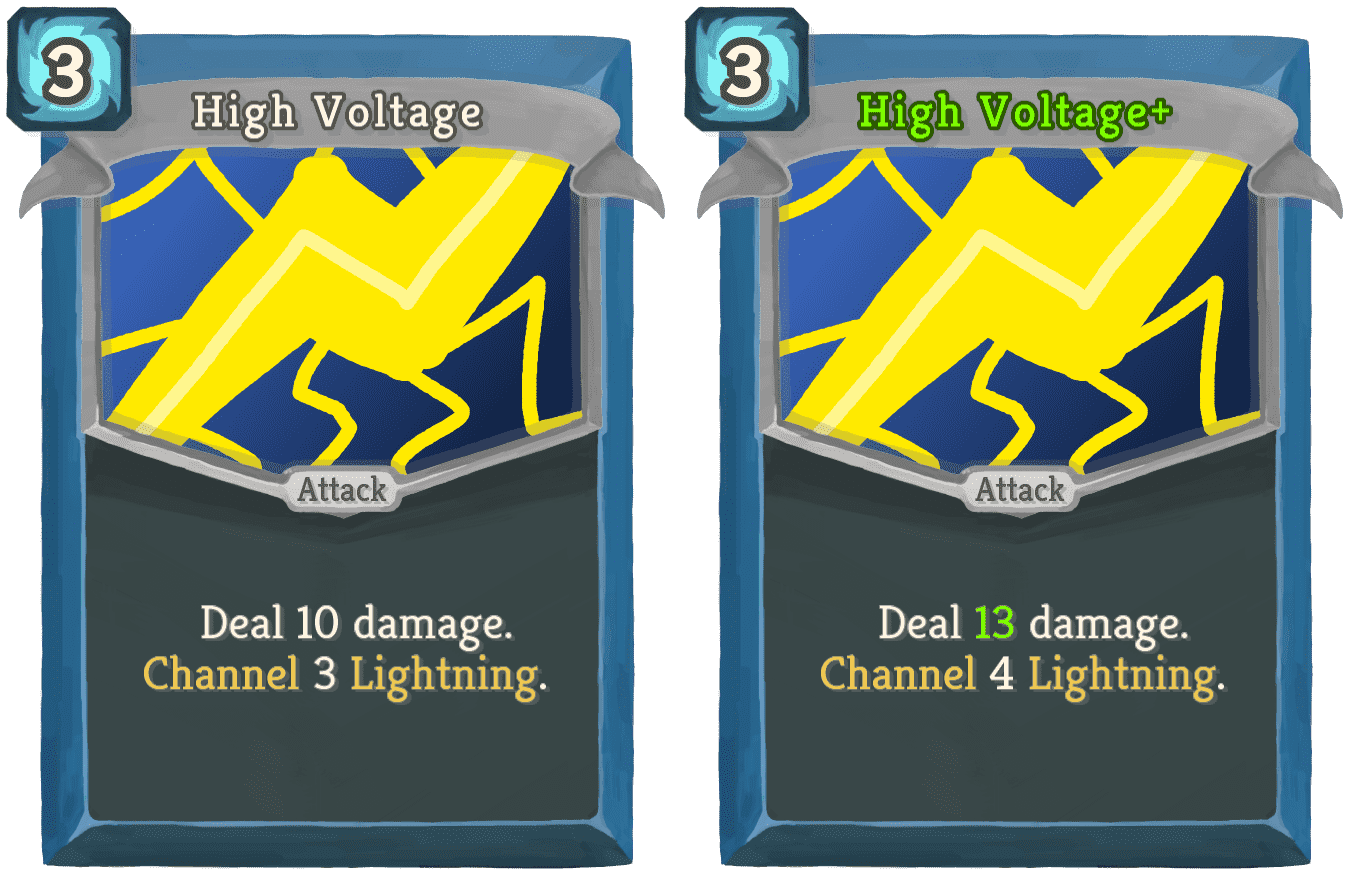 3
High Voltage
Attack
Deal 10 damage.
Channel 3 Lightning.
3
High Voltage+
Attack
Deal 13 damage.
Channel 4 Lightning.